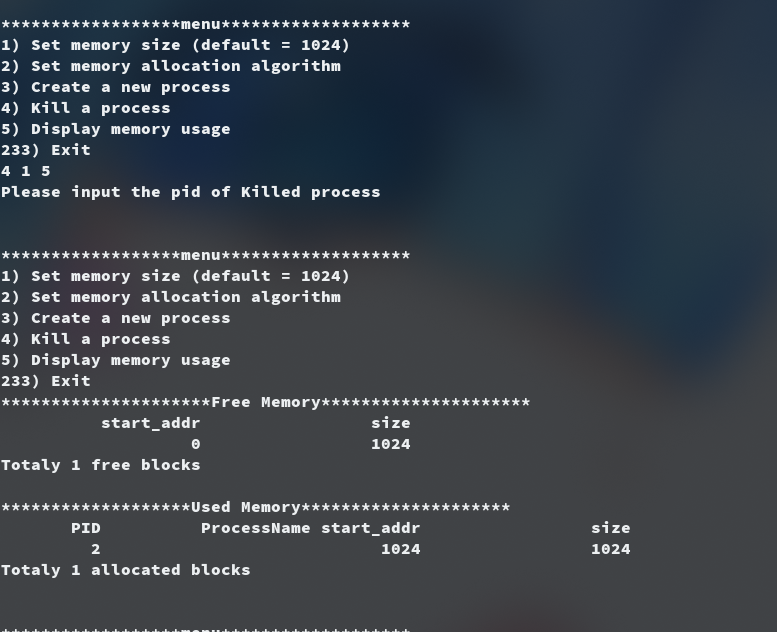 ******************menu*******************
1) Set memory size (default = 1024)
2) Set memory allocation algorithm
3) Create a new process
4) Kill a process
5) Display memory usage
233) Exit
4 1 5
Please input the pid of Killed process
******************menu*******************
1) Set memory size (default = 1024)
2) Set memory allocation algorithm
3) Create a new process
4) Kill a process
5) Display memory usage
233) Exit
*********************Free Memory*********************
          start_addr                 size
                   0                 1024
Totaly 1 free blocks
*******************Used Memory*********************
       PID          ProcessName start_addr                 size
         2                            1024                 1024
Totaly 1 allocated blocks
******************menu*******************